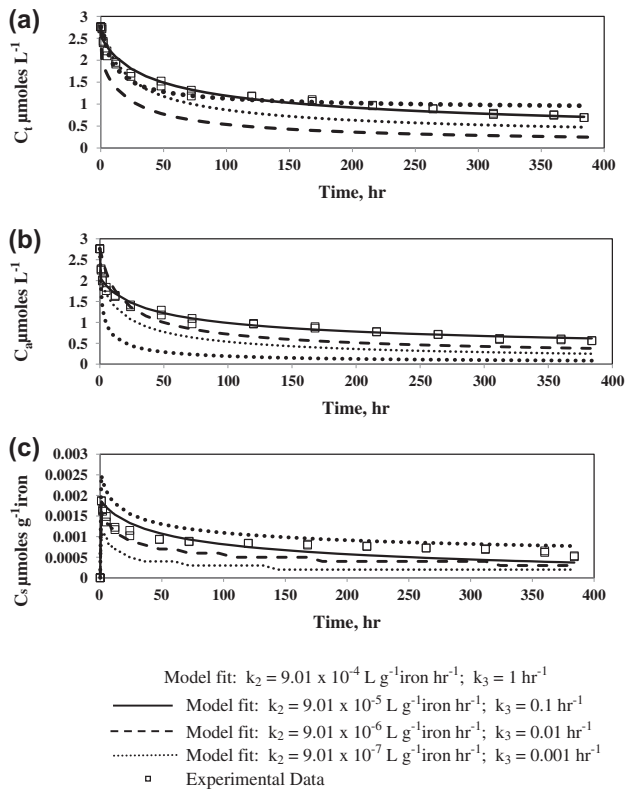 (a)
3
2.5
2
1.5
1
0.5
0
C_t μmoles L⁻¹
0 50 100 150 200 250 300 350 400
Time, hr
(b)
3
2.5
2
1.5
1
0.5
0
C_a μmoles L⁻¹
0 50 100 150 200 250 300 350 400
Time, hr
(c)
0.003
0.0025
0.002
0.0015
0.001
0.0005
0
C_s μmoles g⁻¹iron
0 50 100 150 200 250 300 350 400
Time, hr
Model fit: k₂ = 9.01 x 10⁻⁴ L g⁻¹iron hr⁻¹; k₃ = 1 hr⁻¹
Model fit: k₂ = 9.01 x 10⁻⁵ L g⁻¹iron hr⁻¹; k₃ = 0.1 hr⁻¹
Model fit: k₂ = 9.01 x 10⁻⁶ L g⁻¹iron hr⁻¹; k₃ = 0.01 hr⁻¹
Model fit: k₂ = 9.01 x 10⁻⁷ L g⁻¹iron hr⁻¹; k₃ = 0.001 hr⁻¹
Experimental Data